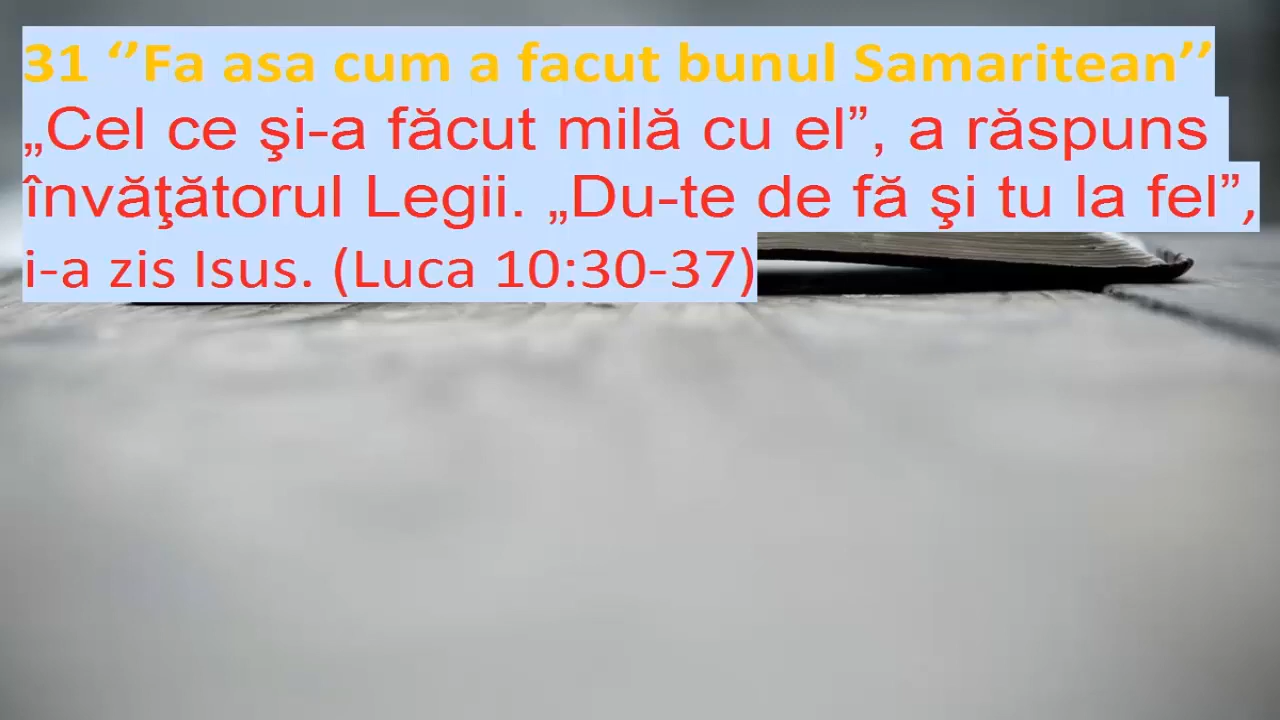 31 ‘’Fa asa cum a facut bunul Samaritean’’
„Cel ce şi-a făcut milă cu el”, a răspuns
învăţătorul Legii. „Du-te de fă şi tu la fel”,
i-a zis Isus. (Luca 10:30-37)